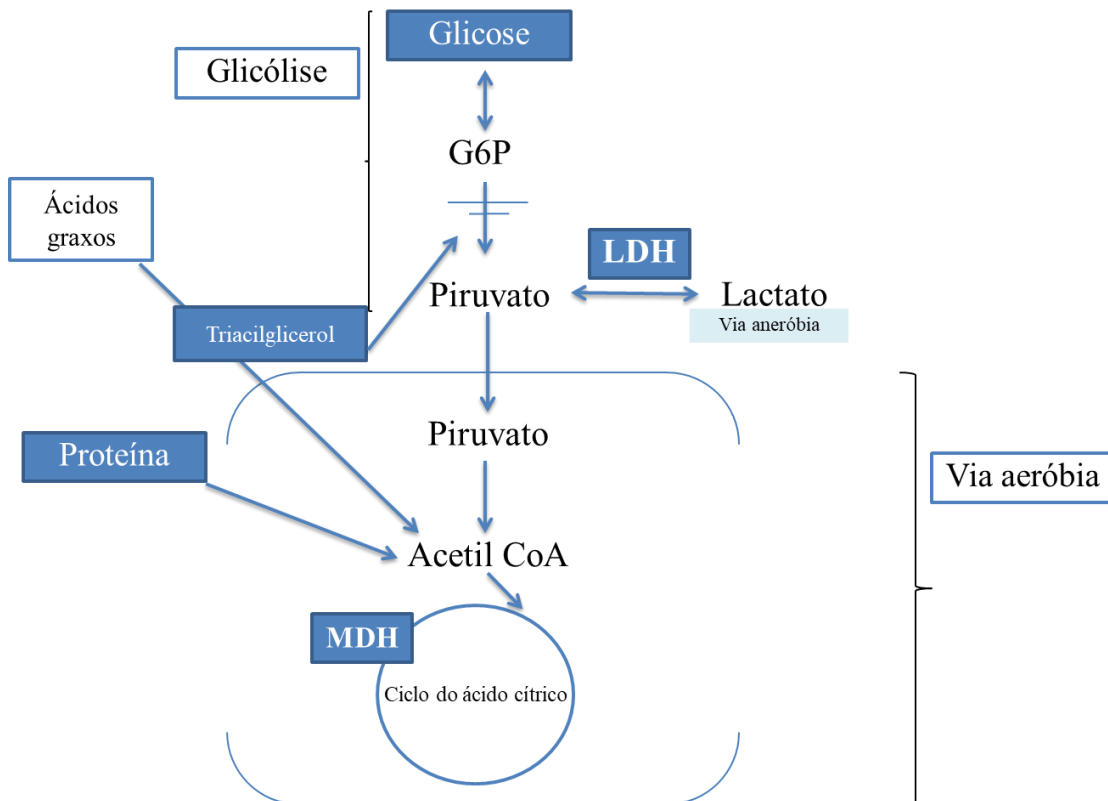 Glicose
Glicólise
G6P
Ácidos
graxos
LDH
Piruvato
Lactato
Via aneróbia
Triacilglicerol
Piruvato
Proteína
Via aeróbia
Acetil CoA
MDH
Ciclo do ácido cítrico